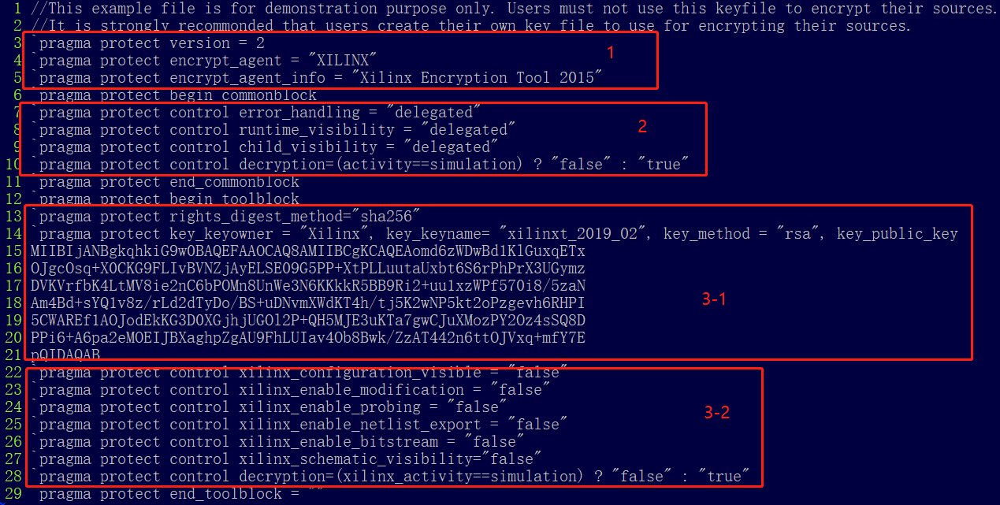 1 //This example file is for demonstration purpose only. Users must not use this keyfile to encrypt their sources.
2 //It is strongly recommonded that users create their own key file to use for encrypting their sources.
3 `pragma protect version = 2
1
4 `pragma protect encrypt_agent = "XILINX"
5 `pragma protect encrypt_agent_info = "Xilinx Encryption Tool 2015"
6 `pragma protect begin_commonblock
7 `pragma protect control error_handling = "delegated"
8 `pragma protect control runtime_visibility = "delegated"
2
9 `pragma protect control child_visibility = "delegated"
10 `pragma protect control decryption=(activity==simulation) ? "false" : "true"
11 `pragma protect end_commonblock
12 `pragma protect begin_toolblock
13 `pragma protect rights_digest_method="sha256"
14 `pragma protect key_keyowner = "Xilinx", key_keyname= "xilinxt_2019_02", key_method = "rsa", key_public_key
15 MIIBIjANBgkqhkiG9w0BAQEFAAOCAQ8AMIIBCgKCAQEAomd6zWDwBd1KlGuxqETx
16 OJgcOsq+XOCKG9FLIvBVNZjAyELSE09G5PP+XtPLLuutaUxbt6S6rPhPrX3UGymz
17 DVKVrfbK4LtMV8ie2nC6bPOMn8UnWe3N6KKkkR5BB9Ri2+uu1xzWPf570i8/5zaN
18 Am4Bd+sYQ1v8z/rLd2dTyDo/BS+uDNvmXWdKT4h/tj5K2wNP5kt2oPzgevh6RHPI
3-1
19 5CWAREf1AOJodEkKG3DOXGjhjUGOl2P+QH5MJE3uKTa7gwCJuXMozPY2Oz4sSQ8D
20 PPi6+A6pa2eMOEIJBXaghpZgAU9FhLUIav4Ob8Bwk/ZzAT442n6ttOJVxq+mfY7E
21 pQIDAQAB
22 `pragma protect control xilinx_configuration_visible = "false"
23 `pragma protect control xilinx_enable_modification = "false"
24 `pragma protect control xilinx_enable_probing = "false"
3-2
25 `pragma protect control xilinx_enable_netlist_export = "false"
26 `pragma protect control xilinx_enable_bitstream = "false"
27 `pragma protect control xilinx_schematic_visibility="false"
28 `pragma protect control decryption=(xilinx_activity==simulation) ? "false" : "true"
29 `pragma protect end_toolblock = ""